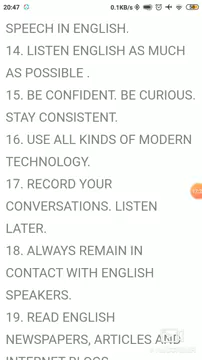 20:47
0.1KB/s
SPEECH IN ENGLISH.
14. LISTEN ENGLISH AS MUCH
AS POSSIBLE .
15. BE CONFIDENT. BE CURIOUS.
STAY CONSISTENT.
16. USE ALL KINDS OF MODERN
TECHNOLOGY.
17. RECORD YOUR
CONVERSATIONS. LISTEN
LATER.
18. ALWAYS REMAIN IN
CONTACT WITH ENGLISH
SPEAKERS.
19. READ ENGLISH
NEWSPAPERS, ARTICLES AND
INTERNET BLOGS